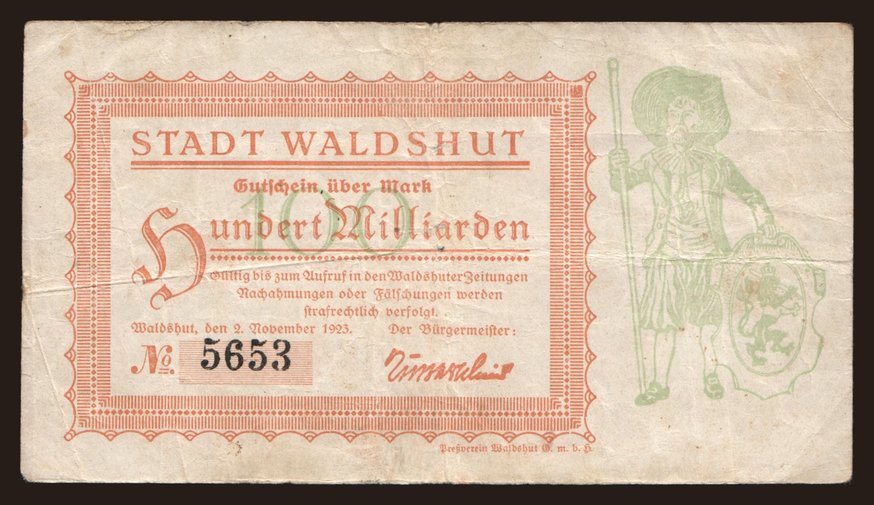 STADT WALDSHUT
Gutschein über Mark
100
Hundert Milliarden
Gültig bis zum Aufruf in den Waldshuter Zeitungen
Nachahmungen oder Fälschungen werden
strafrechtlich verfolgt.
Waldshut, den 2. November 1923. Der Bürgermeister:
No. 5653
Preßverein Waldshut G. m. b. H.